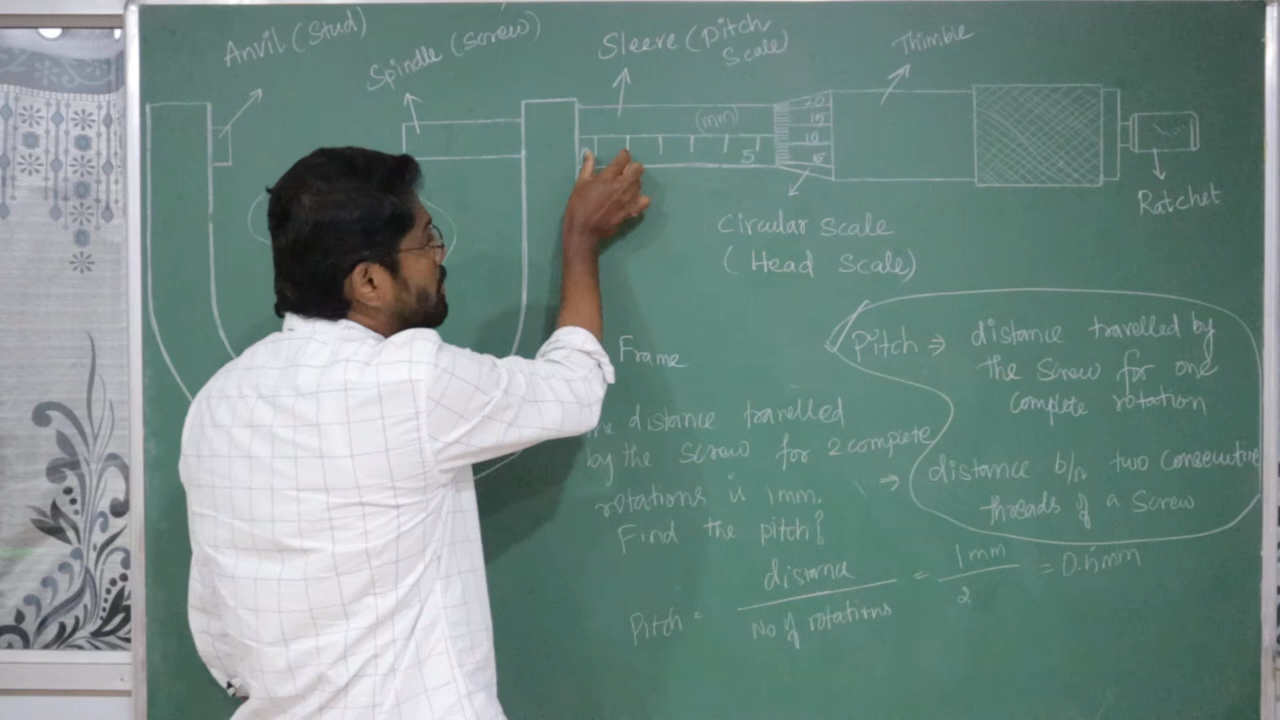 Anvil (Stud)
Spindle (Screw)
Sleeve (Pitch
Scale)
Thimble
(mm)
0
5
20
15
10
5
Ratchet
Circular Scale
(Head Scale)
Frame
distance travelled
by the screw for 2 complete
rotations is 1mm.
Find the pitch?
Pitch ⇒ distance travelled by
the screw for one
complete rotation
⇒ distance b/n two consecutive
threads of a screw
Pitch = distance / No of rotations = 1mm / 2 = 0.5mm